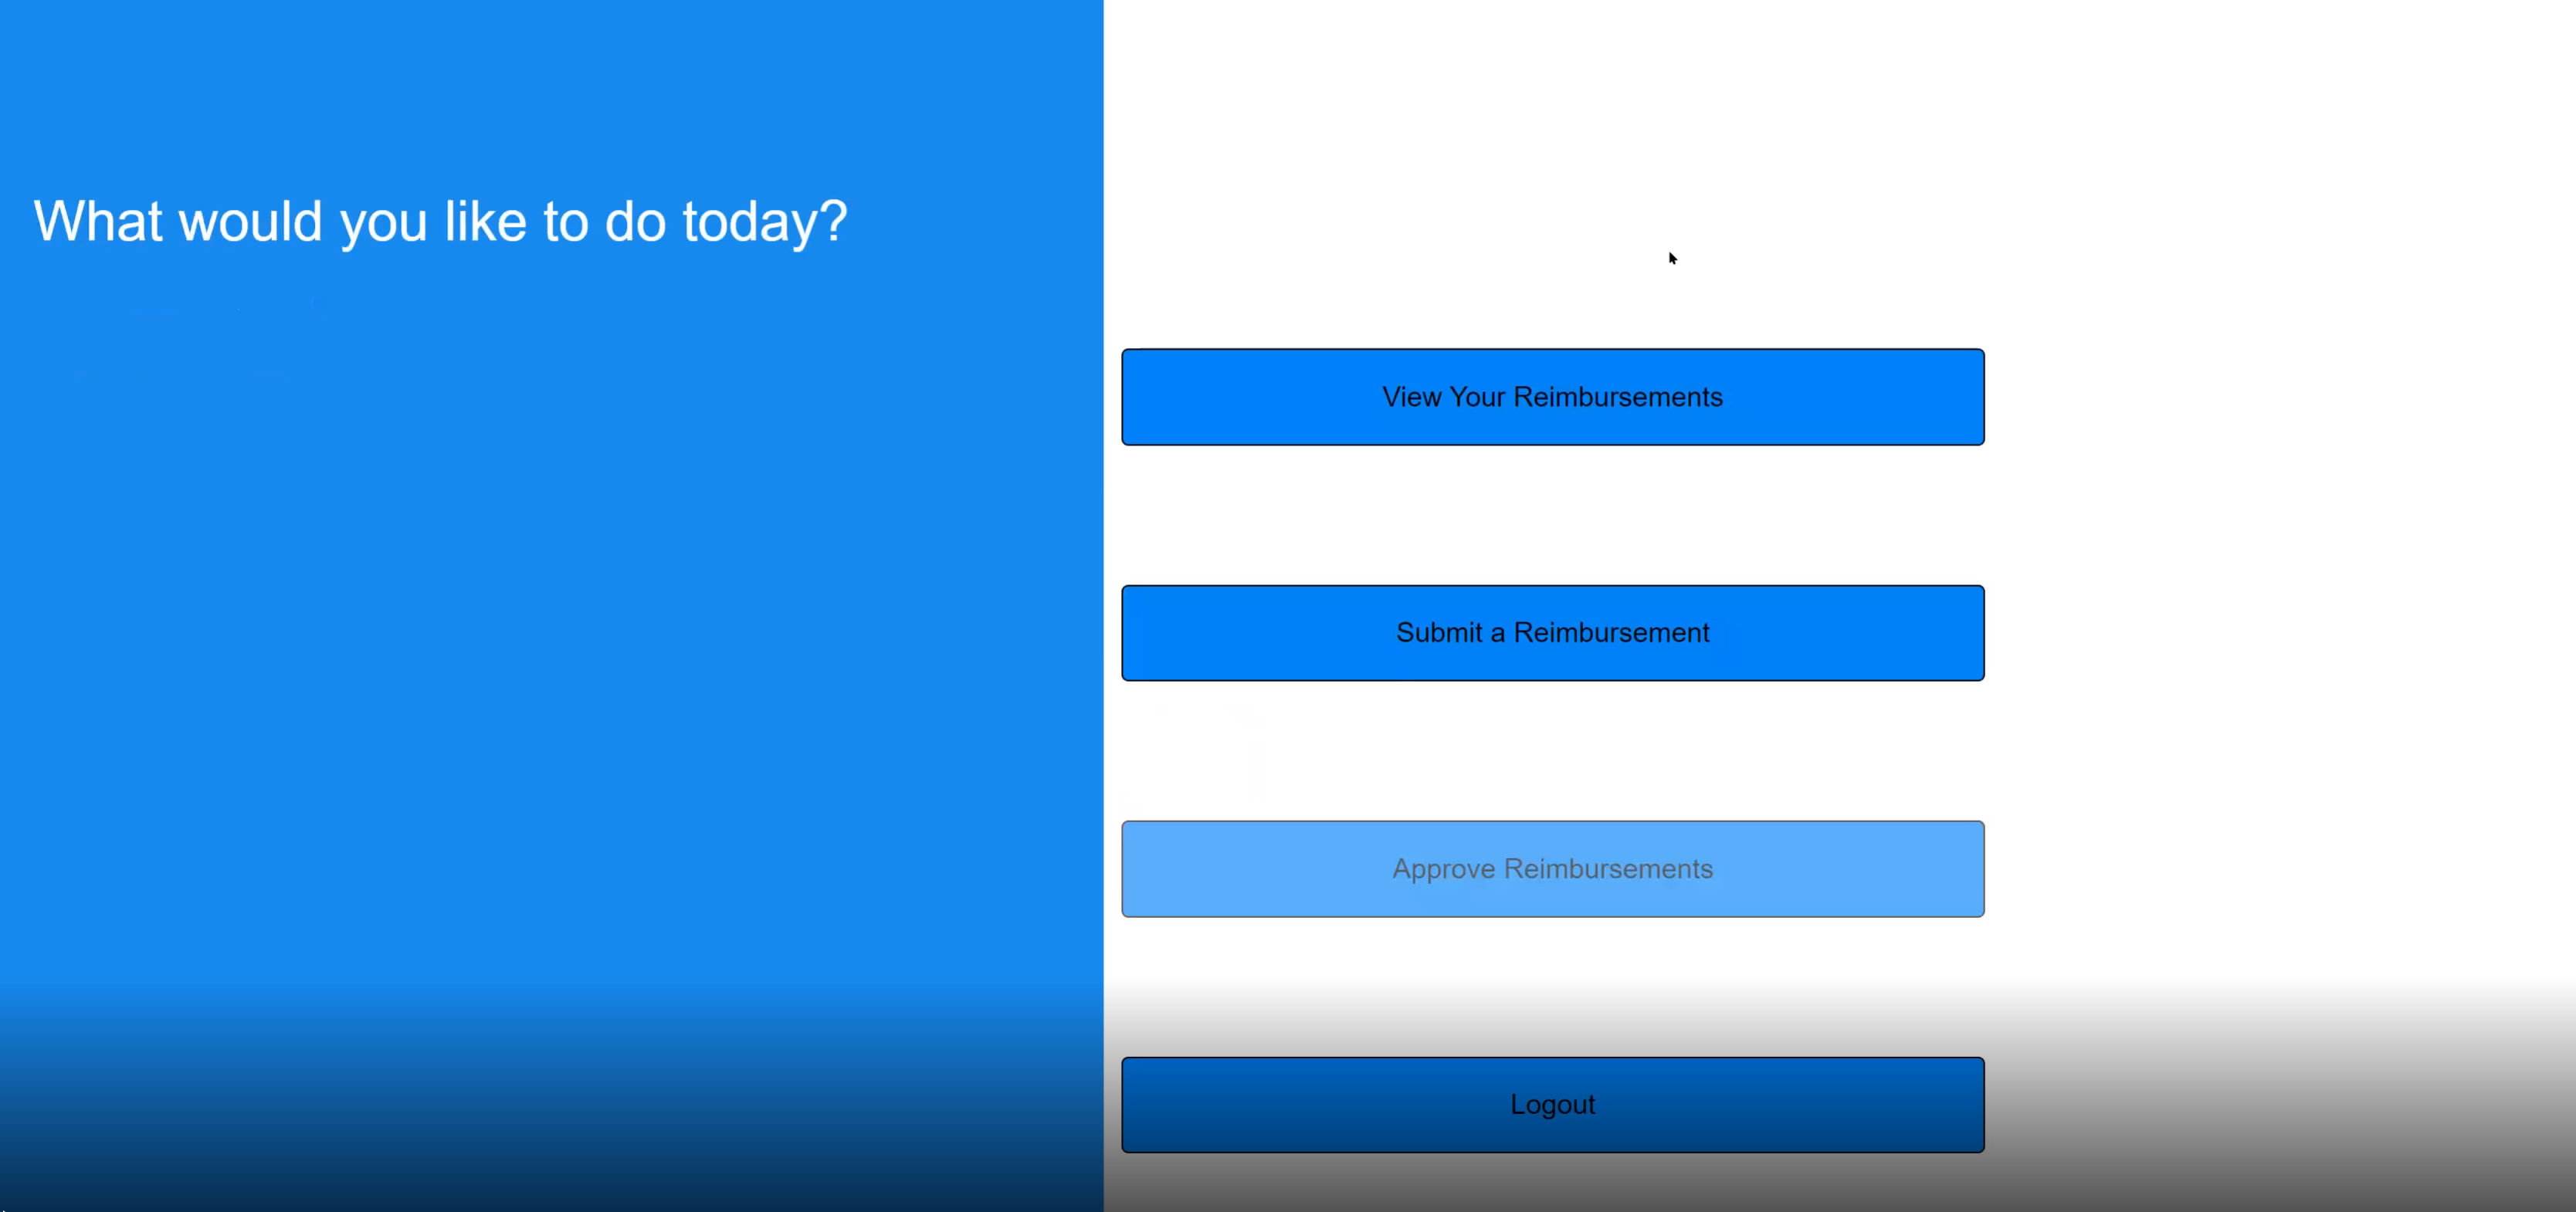 What would you like to do today?
View Your Reimbursements
Submit a Reimbursement
Approve Reimbursements
Logout